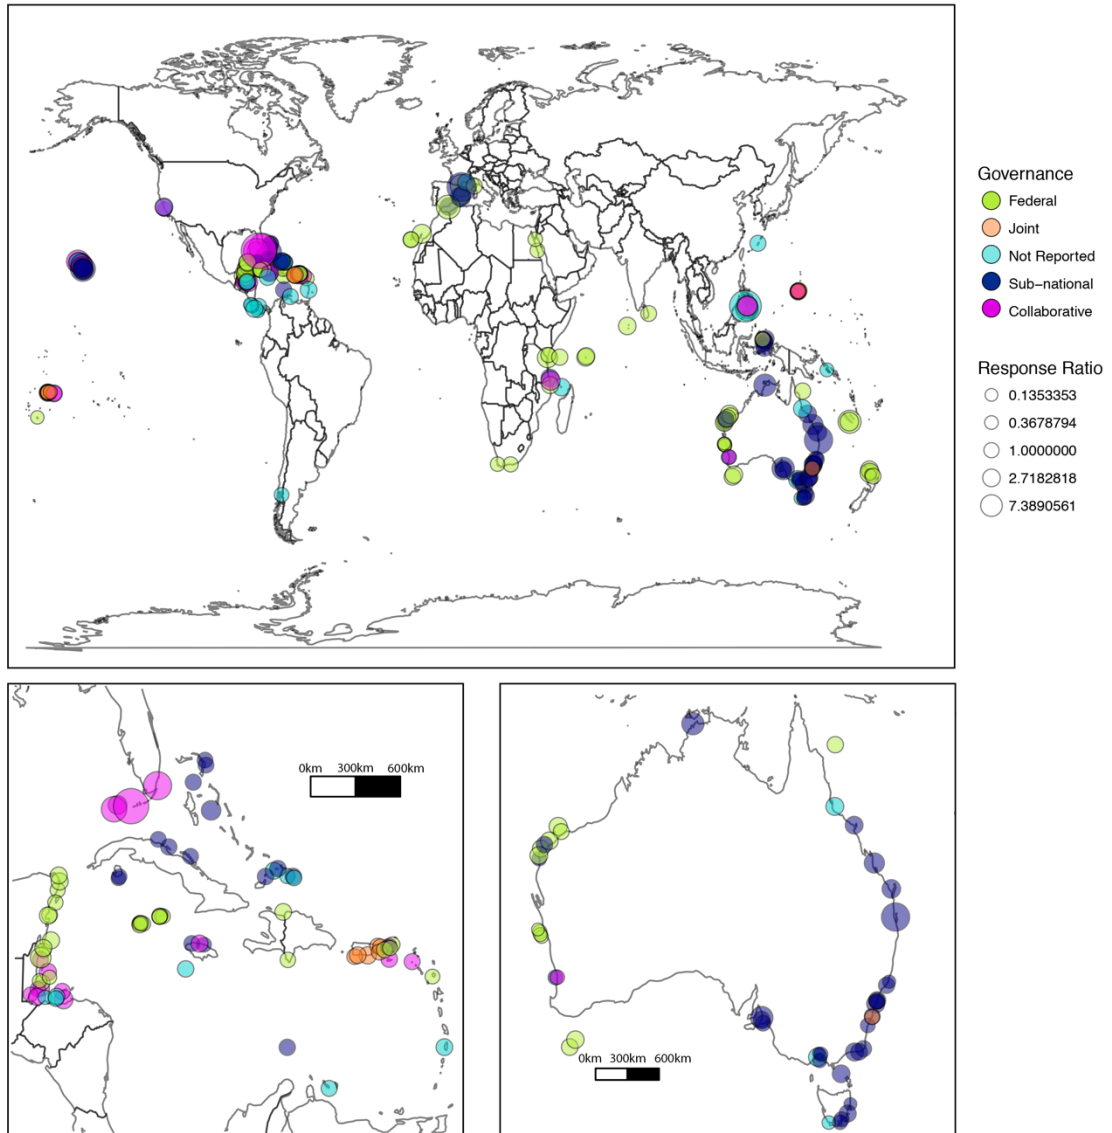 Governance
Federal
Joint
Not Reported
Sub-national
Collaborative
Response Ratio
0.1353353
0.3678794
1.0000000
2.7182818
7.3890561
0km 300km 600km
0km 300km 600km